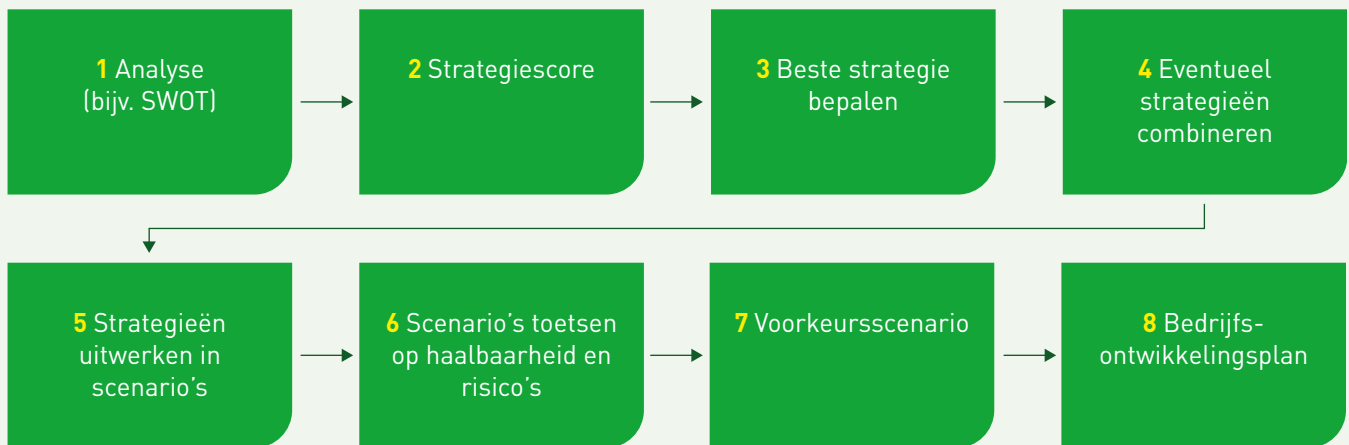 1 Analyse
(bijv. SWOT)
2 Strategiescore
3 Beste strategie
bepalen
4 Eventueel
strategieën
combineren
5 Strategieën
uitwerken in
scenario's
6 Scenario's toetsen
op haalbaarheid en
risico's
7 Voorkeursscenario
8 Bedrijfs-
ontwikkelingsplan